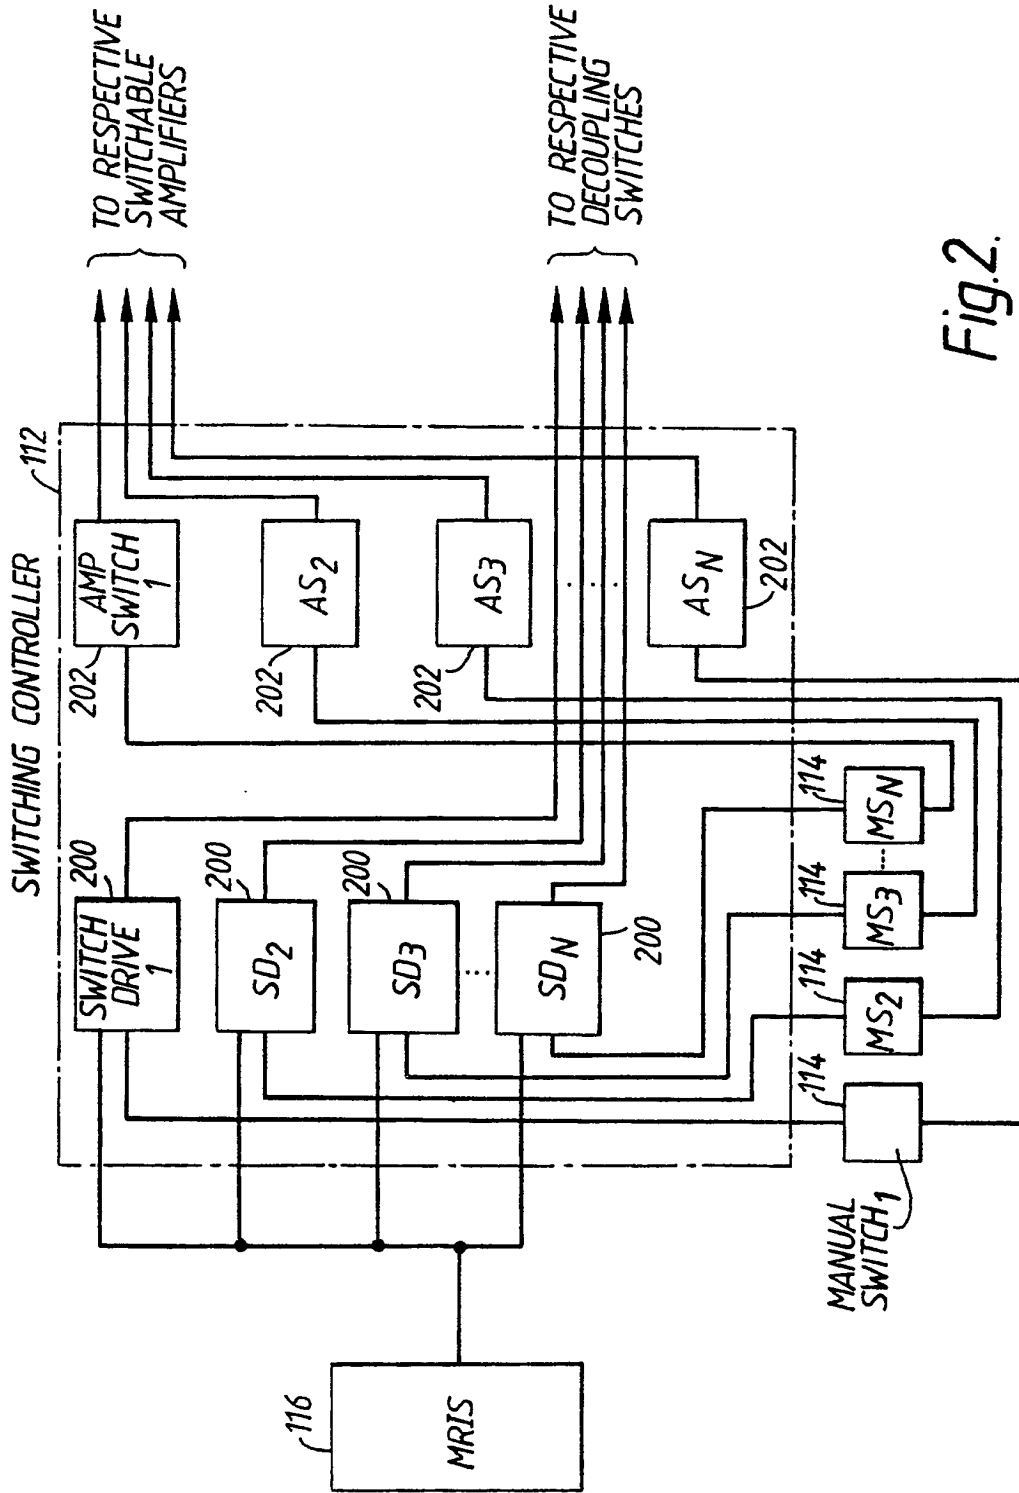 SWITCHING CONTROLLER
112
TO RESPECTIVE
SWITCHABLE
AMPLIFIERS
TO RESPECTIVE
DECOUPLING
SWITCHES
AMP
SWITCH
1
202
AS2
202
AS3
202
. . . . .
ASN
202
SWITCH
DRIVE
1
200
SD2
200
SD3
200
...
SDN
200
116
MRIS
MANUAL
SWITCH1
114
MS2
114
MS3
114
.....
MSN
114
Fig.2.